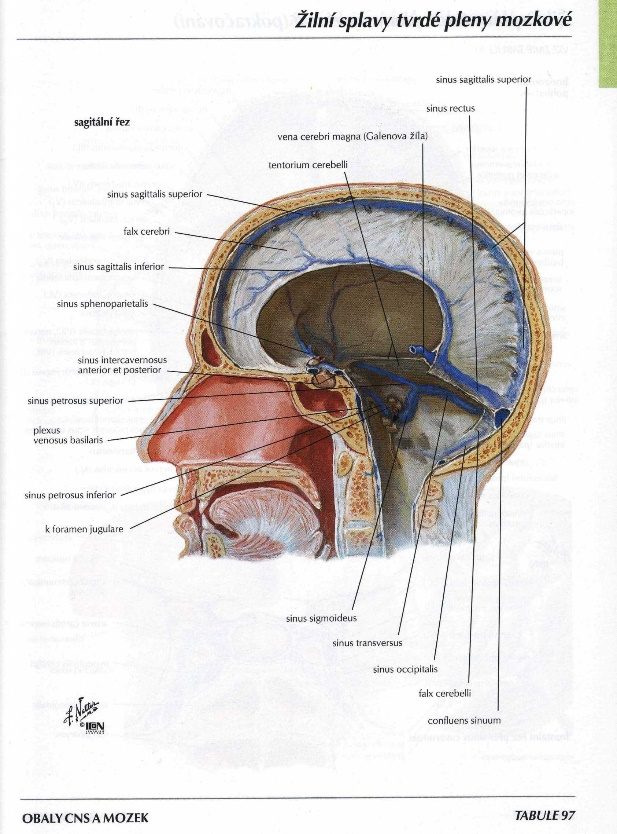 Žilní splavy tvrdé pleny mozkové
sinus sagittalis superior
sinus rectus
sagitální řez
vena cerebri magna (Galenova žíla)
tentorium cerebelli
sinus sagittalis superior
falx cerebri
sinus sagittalis inferior
sinus sphenoparietalis
sinus intercavernosus
anterior et posterior
sinus petrosus superior
plexus
venosus basilaris
sinus petrosus inferior
k foramen jugulare
sinus sigmoideus
sinus transversus
sinus occipitalis
falx cerebelli
confluens sinuum
F. Netter
©
OBALY CNS A MOZEK
TABULE 97